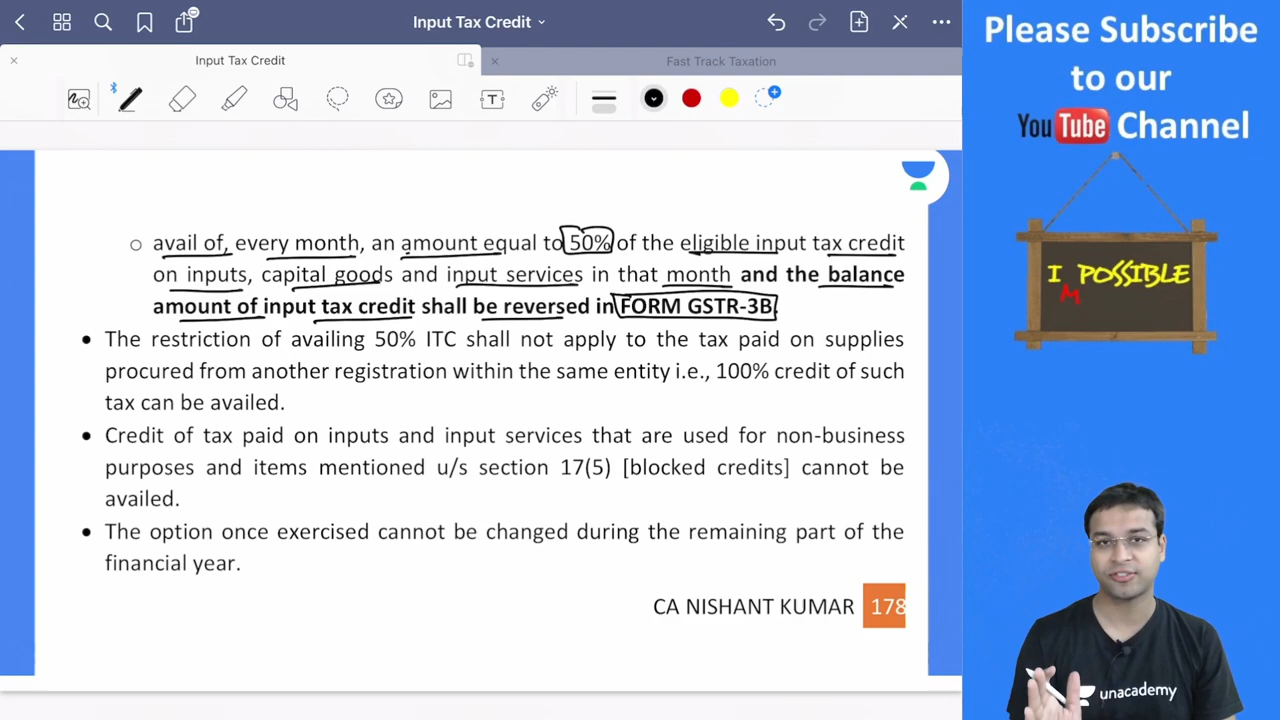 Input Tax Credit
Input Tax Credit
Fast Track Taxation
T
avail of, every month, an amount equal to 50% of the eligible input tax credit
on inputs, capital goods and input services in that month and the balance
amount of input tax credit shall be reversed in FORM GSTR-3B.
The restriction of availing 50% ITC shall not apply to the tax paid on supplies
procured from another registration within the same entity i.e., 100% credit of such
tax can be availed.
Credit of tax paid on inputs and input services that are used for non-business
purposes and items mentioned u/s section 17(5) [blocked credits] cannot be
availed.
The option once exercised cannot be changed during the remaining part of the
financial year.
CA NISHANT KUMAR 178
Please Subscribe
to our
YouTube Channel
I POSSIBLE
M
unacademy